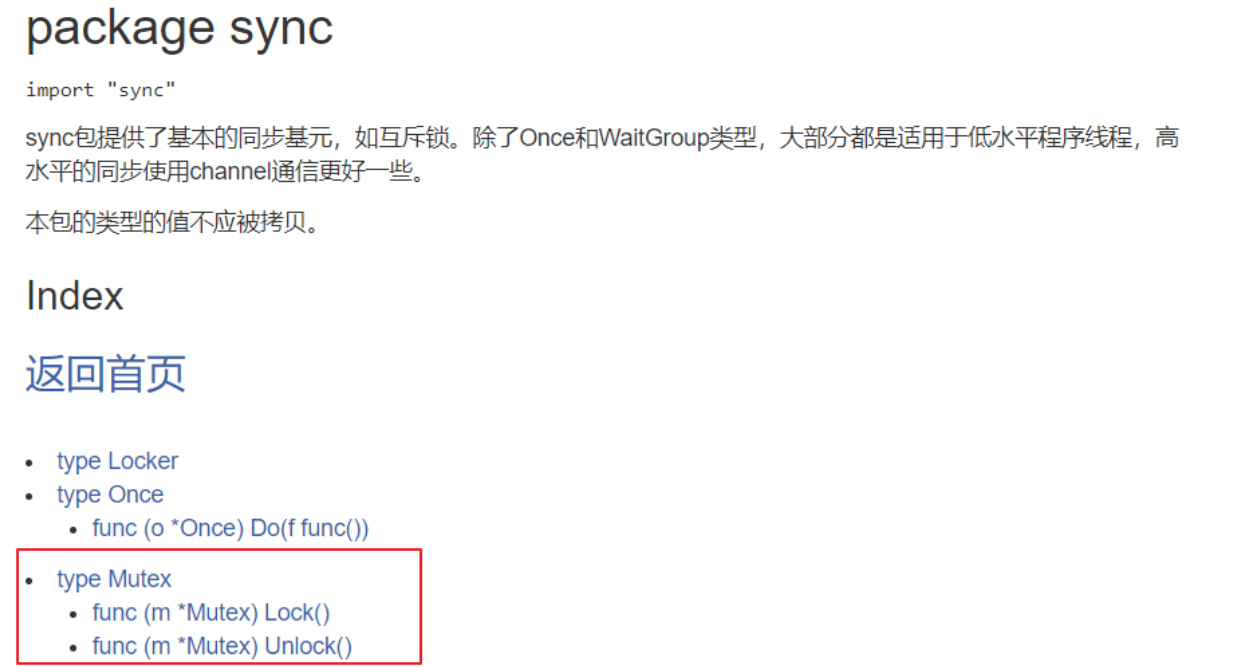 package sync
import "sync"
sync包提供了基本的同步基元，如互斥锁。除了Once和WaitGroup类型，大部分都是适用于低水平程序线程，高
水平的同步使用channel通信更好一些。
本包的类型的值不应被拷贝。
Index
返回首页
• type Locker
• type Once
• func (o *Once) Do(f func())
• type Mutex
• func (m *Mutex) Lock()
• func (m *Mutex) Unlock()